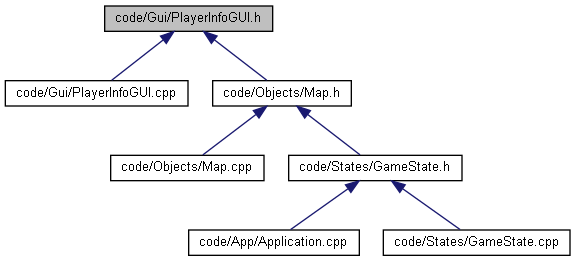 code/Gui/PlayerInfoGUI.h
code/Gui/PlayerInfoGUI.cpp
code/Objects/Map.h
code/Objects/Map.cpp
code/States/GameState.h
code/App/Application.cpp
code/States/GameState.cpp